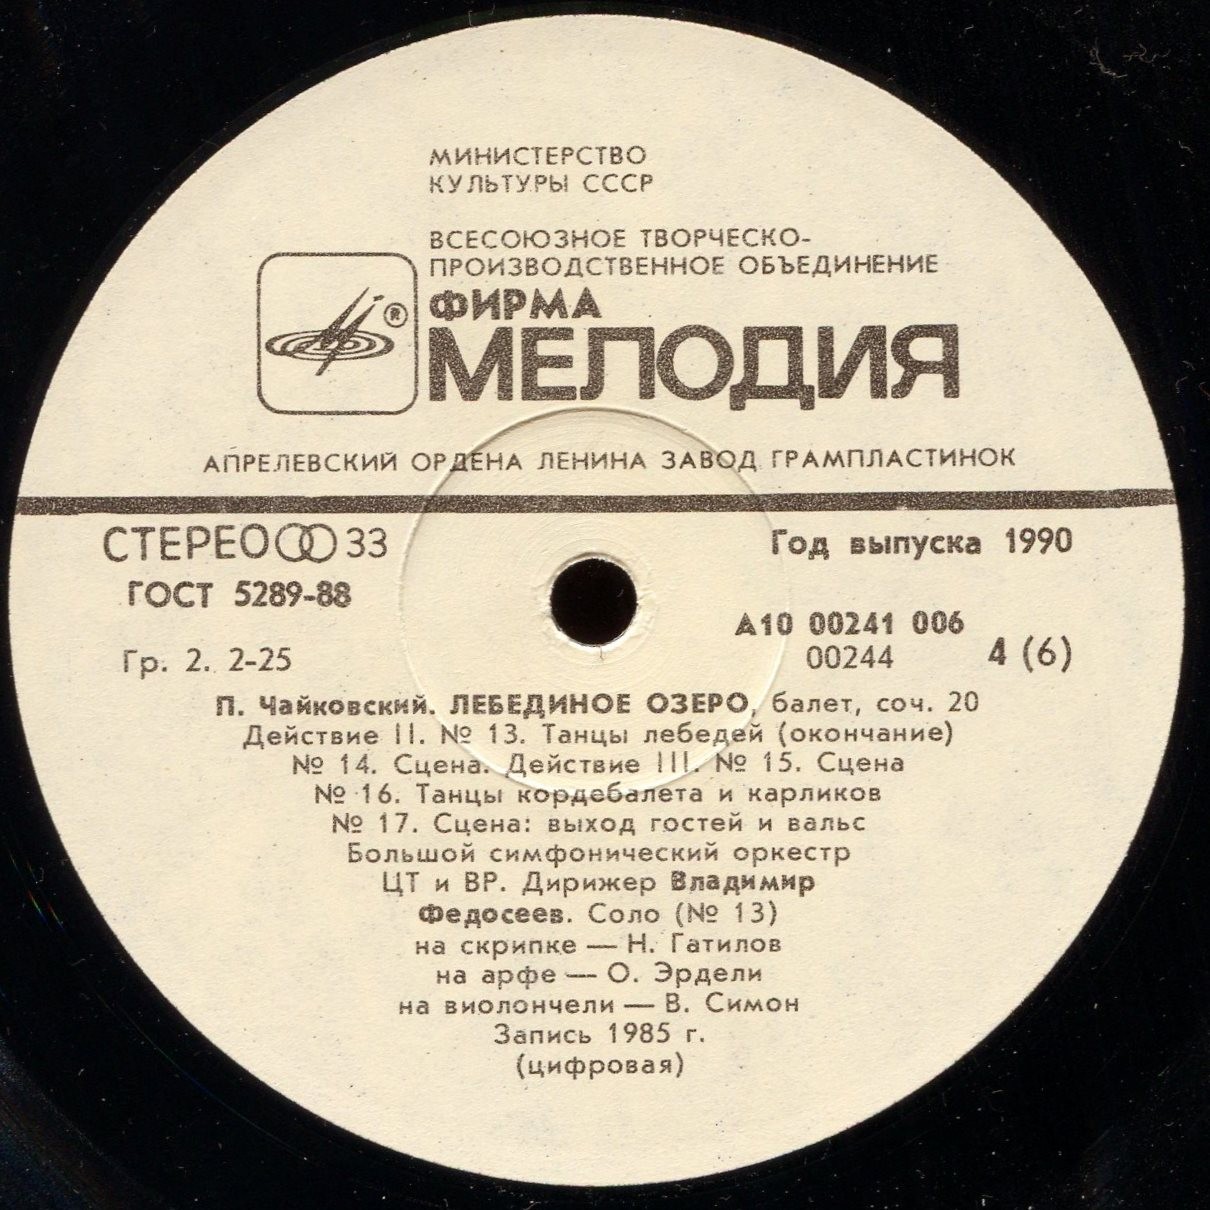 МИНИСТЕРСТВО
КУЛЬТУРЫ СССР
ВСЕСОЮЗНОЕ ТВОРЧЕСКО-
ПРОИЗВОДСТВЕННОЕ ОБЪЕДИНЕНИЕ
®
ФИРМА
МЕЛОДИЯ
АПРЕЛЕВСКИЙ ОРДЕНА ЛЕНИНА ЗАВОД ГРАМПЛАСТИНОК
СТЕРЕО 33
Год выпуска 1990
ГОСТ 5289-88
А10 00241 006
Гр. 2. 2-25
00244 4 (6)
П. Чайковский. ЛЕБЕДИНОЕ ОЗЕРО, балет, соч. 20
Действие II. № 13. Танцы лебедей (окончание)
№ 14. Сцена. Действие III. № 15. Сцена
№ 16. Танцы кордебалета и карликов
№ 17. Сцена: выход гостей и вальс
Большой симфонический оркестр
ЦТ и ВР. Дирижер Владимир
Федосеев. Соло (№ 13)
на скрипке — Н. Гатилов
на арфе — О. Эрдели
на виолончели — В. Симон
Запись 1985 г.
(цифровая)